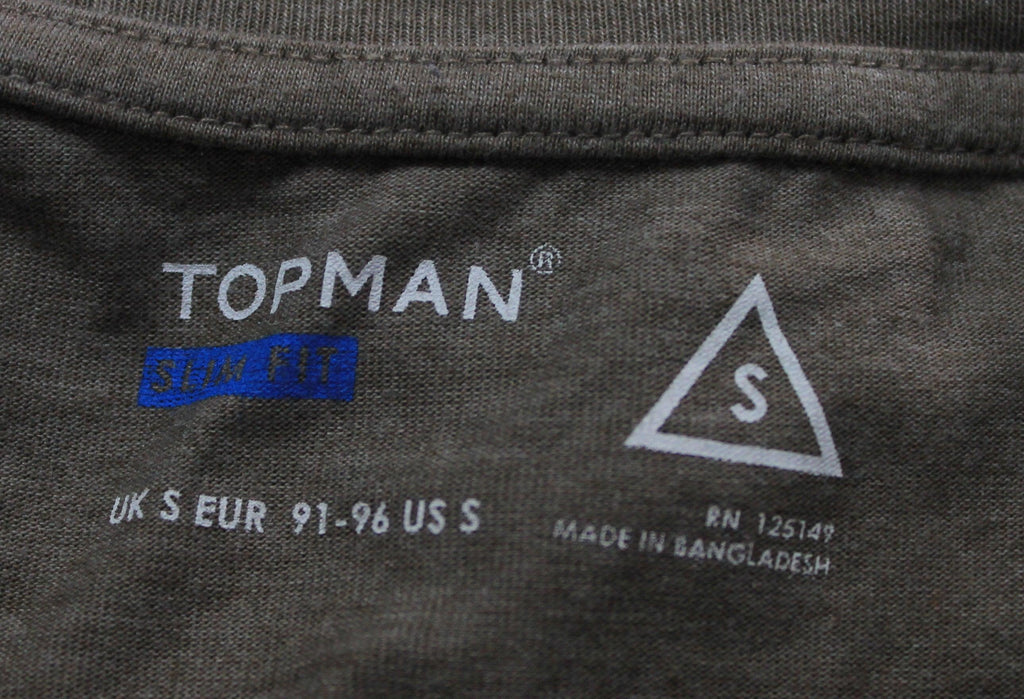 TOPMAN®
SLIM FIT
S
UK S EUR 91-96 US S
RN 125149
MADE IN BANGLADESH